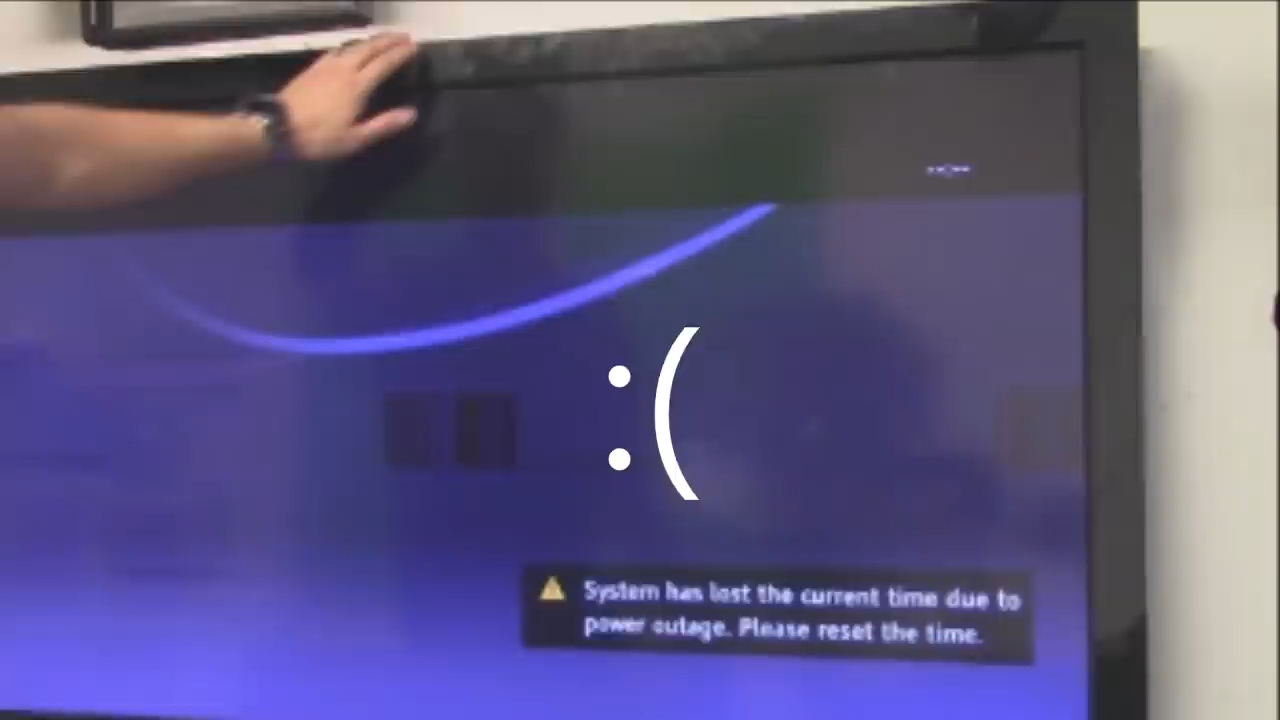 --:--
:(
System has lost the current time due to
power outage. Please reset the time.